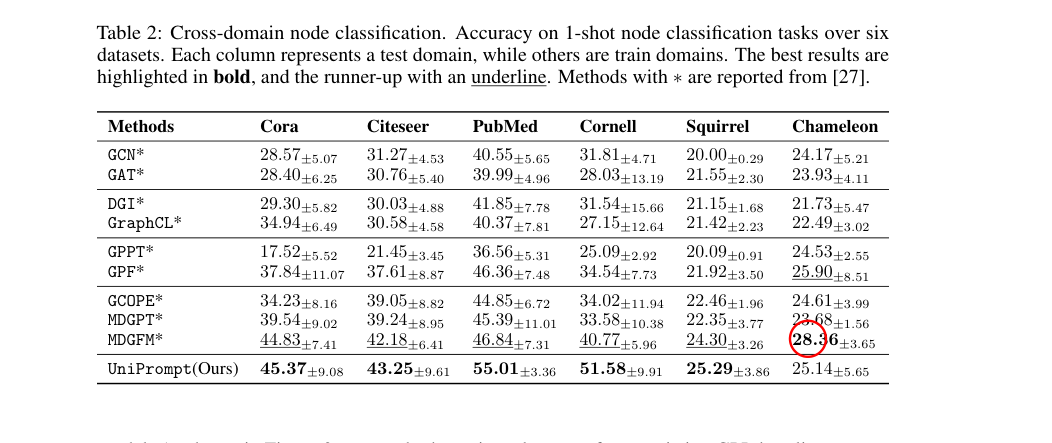 Table 2: Cross-domain node classification. Accuracy on 1-shot node classification tasks over six
datasets. Each column represents a test domain, while others are train domains. The best results are
highlighted in bold, and the runner-up with an underline. Methods with * are reported from [27].
Methods Cora Citeseer PubMed Cornell Squirrel Chameleon
GCN* 28.57±5.07 31.27±4.53 40.55±5.65 31.81±4.71 20.00±0.29 24.17±5.21
GAT* 28.40±6.25 30.76±5.40 39.99±4.96 28.03±13.19 21.55±2.30 23.93±4.11
DGI* 29.30±5.82 30.03±4.88 41.85±7.78 31.54±15.66 21.15±1.68 21.73±5.47
GraphCL* 34.94±6.49 30.58±4.58 40.37±7.81 27.15±12.64 21.42±2.23 22.49±3.02
GPPT* 17.52±5.52 21.45±3.45 36.56±5.31 25.09±2.92 20.09±0.91 24.53±2.55
GPF* 37.84±11.07 37.61±8.87 46.36±7.48 34.54±7.73 21.92±3.50 25.90±8.51
GCOPE* 34.23±8.16 39.05±8.82 44.85±6.72 34.02±11.94 22.46±1.96 24.61±3.99
MDGPT* 39.54±9.02 39.24±8.95 45.39±11.01 33.58±10.38 22.35±3.77 23.68±1.56
MDGFM* 44.83±7.41 42.18±6.41 46.84±7.31 40.77±5.96 24.30±3.26 28.36±3.65
UniPrompt(Ours) 45.37±9.08 43.25±9.61 55.01±3.36 51.58±9.91 25.29±3.86 25.14±5.65